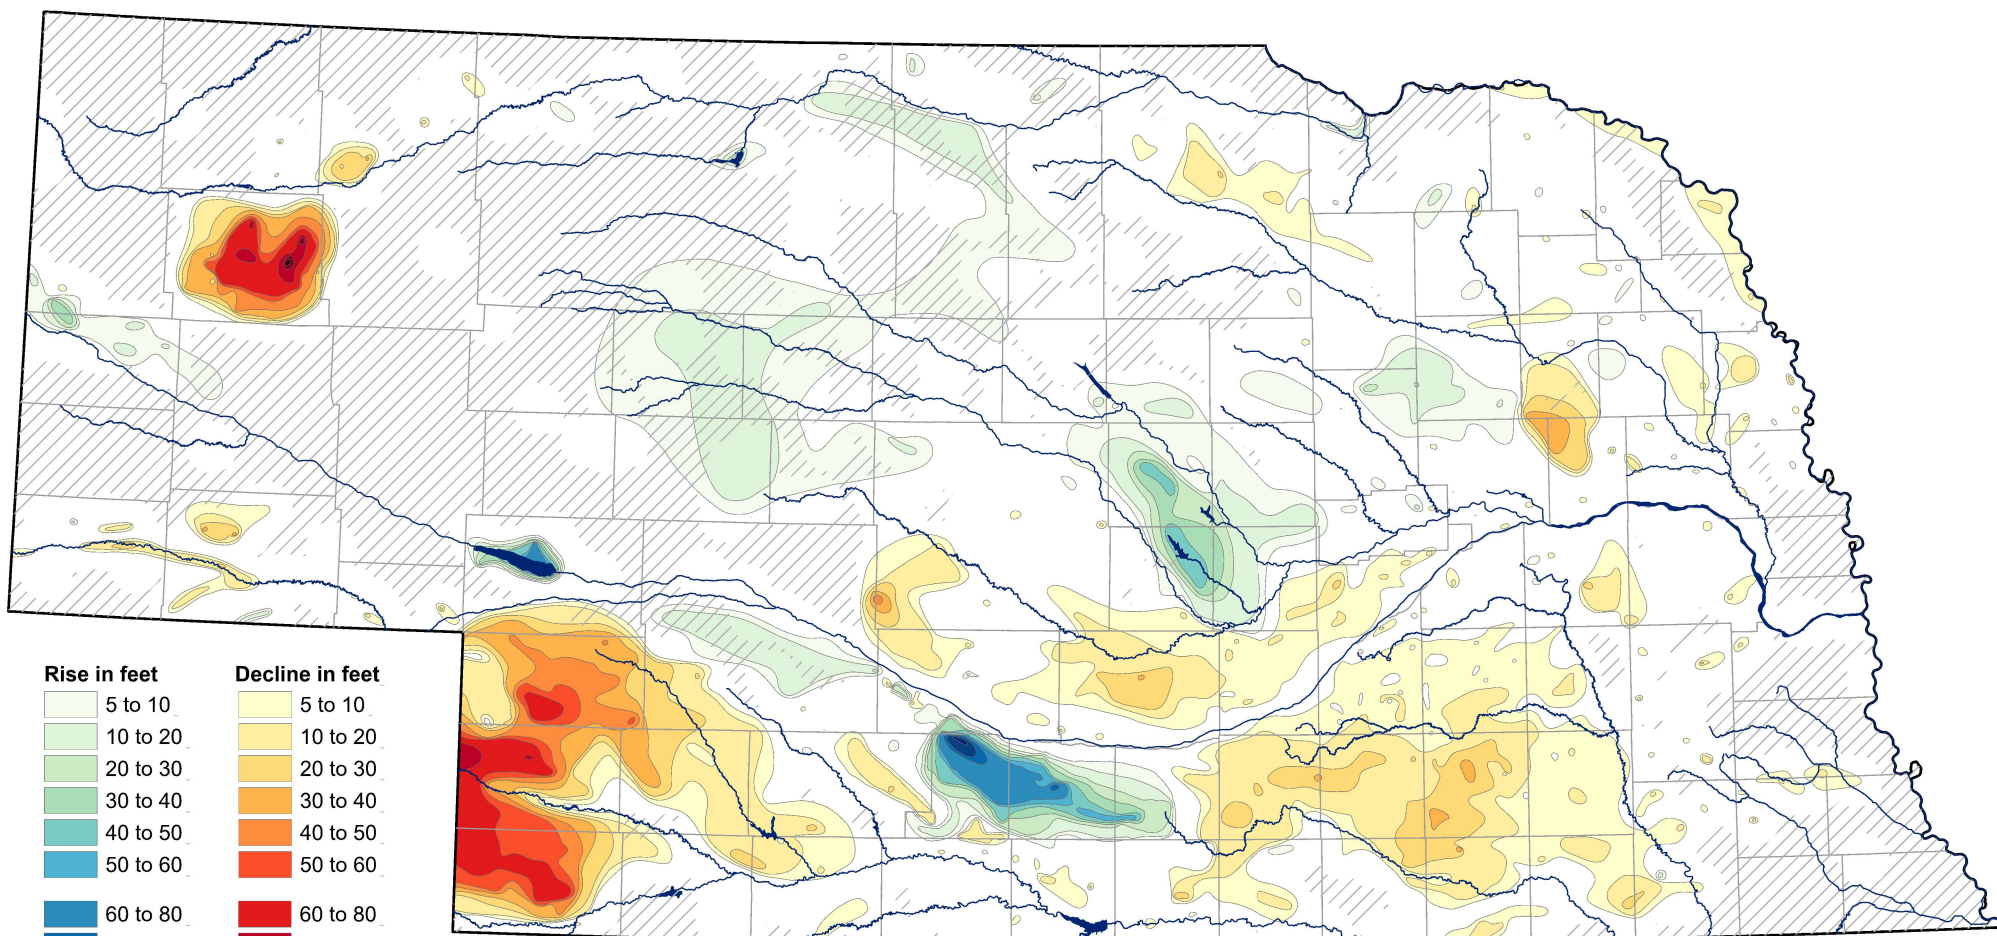 Rise in feet Decline in feet
5 to 10 5 to 10
10 to 20 10 to 20
20 to 30 20 to 30
30 to 40 30 to 40
40 to 50 40 to 50
50 to 60 50 to 60
60 to 80 60 to 80